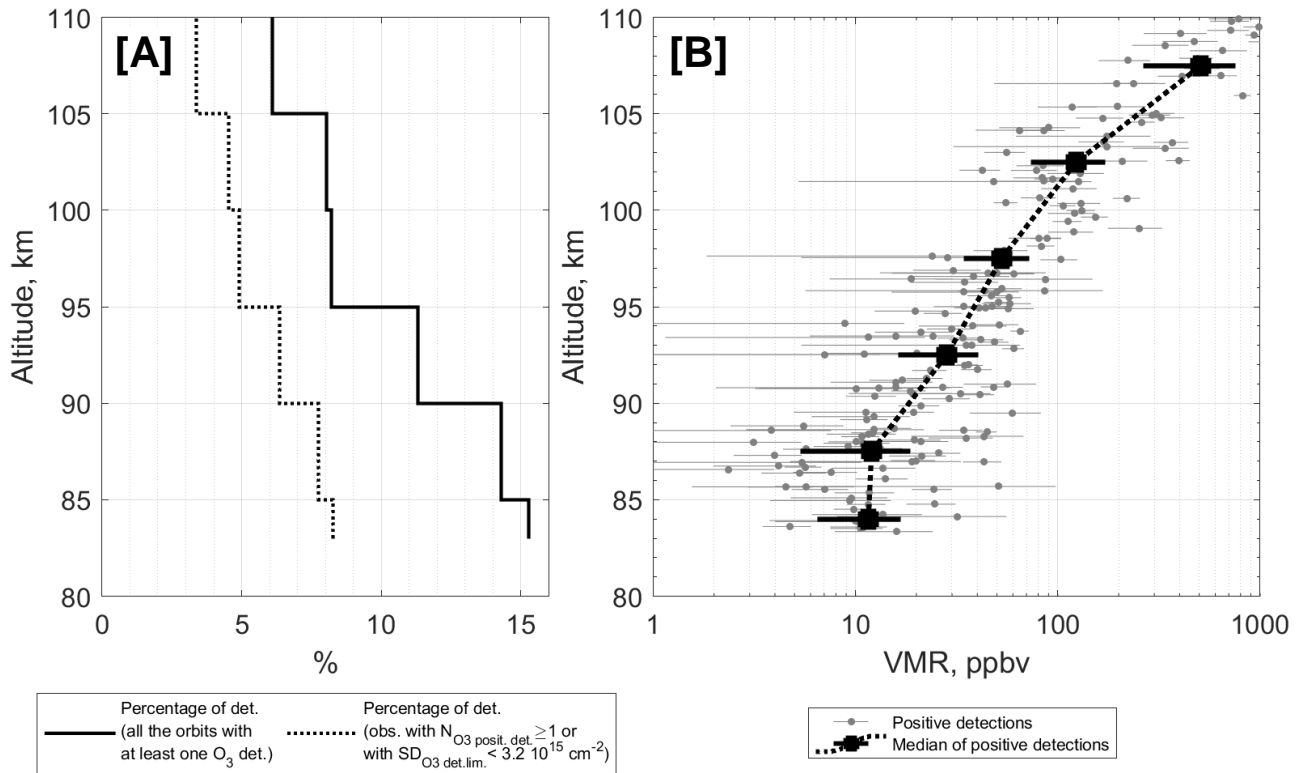 [A]
110
105
100
95
90
85
80
Altitude, km
0
5
10
15
%
[B]
110
105
100
95
90
85
80
Altitude, km
1
10
100
1000
VMR, ppbv
Percentage of det.
(all the orbits with
at least one O3 det.)
Percentage of det.
(obs. with NO3 posit. det. ≥1 or
with SDO3 det.lim. < 3.2 10^15 cm^-2)
Positive detections
Median of positive detections